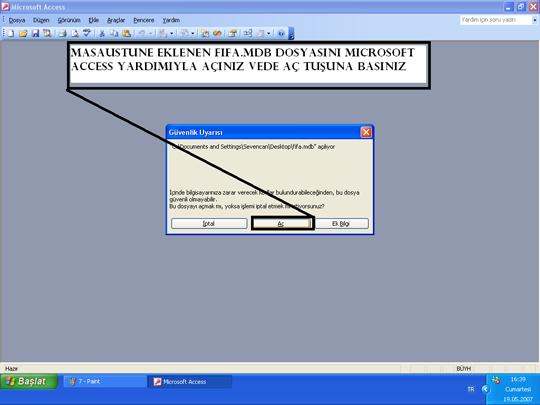 Microsoft Access
Dosya Düzen Görünüm Ekle Araçlar Pencere Yardım
Yardım için soru yazın
MASAUSTUNE EKLENEN FIFA.MDB DOSYASINI MICROSOFT
ACCESS YARDIMIYLA AÇINIZ VEDE AÇ TUŞUNA BASINIZ
Güvenlik Uyarısı
"C:\Documents and Settings\Sevencan\Desktop\fifa.mdb" açılıyor
İçinde bilgisayarınıza zarar verecek kodlar bulundurabileceğinden, bu dosya
güvenli olmayabilir.
Bu dosyayı açmak mı, yoksa işlemi iptal etmek mi istiyorsunuz?
İptal Aç Ek Bilgi
Hazır BÜYH
Başlat 7 - Paint Microsoft Access TR 16:39
Cumartesi
19.05.2007